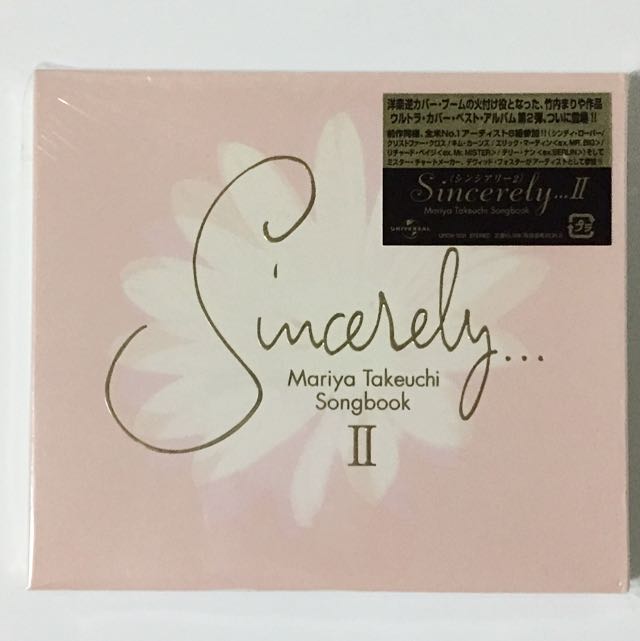 洋楽逆カバー・ブームの火付け役となった、竹内まりや作品
ウルトラ・カバー・ベスト・アルバム第2弾、ついに登場!!
前作同様、全米No.1アーティスト6組参加!!(シンディ・ローパー/
クリストファー・クロス/キム・カーンズ/エリック・マーティン<ex. MR. BIG>/
リチャード・ペイジ<ex. Mr. MISTER>/テリー・ナン<ex. BERLIN>)そして
ミスター・チャートメーカー、デヴィッド・フォスターがアーティストとして参加!!
(シンシアリー2)
Sincerely...II
Mariya Takeuchi Songbook
UNIVERSAL
STEREO
プラ
Sincerely...
Mariya Takeuchi
Songbook
II